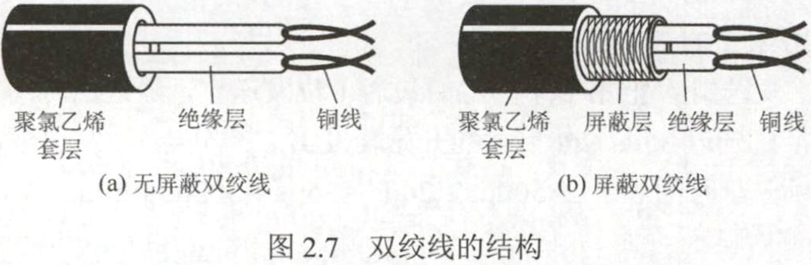 聚氯乙烯 绝缘层 铜线
套层
(a) 无屏蔽双绞线
聚氯乙烯 屏蔽层 绝缘层 铜线
套层
(b) 屏蔽双绞线
图 2.7 双绞线的结构